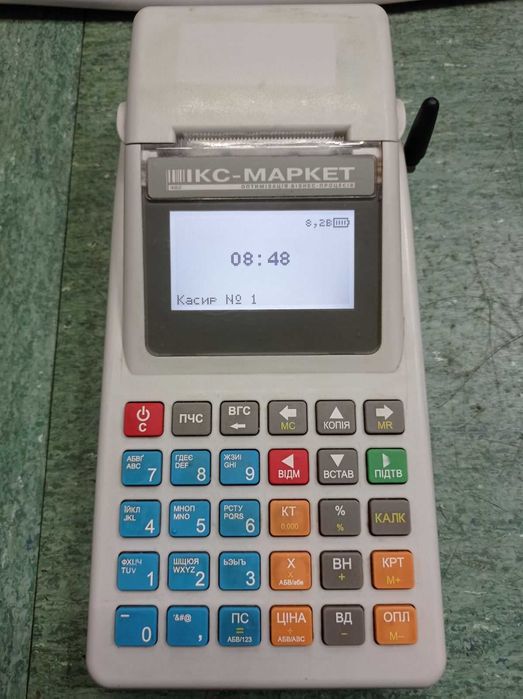 ІКС-МАРКЕТ
ОПТИМІЗАЦІЯ БІЗНЕС-ПРОЦЕСІВ
8,2В
08:48
Касир № 1
C ПЧС ВГС MC КОПІЯ MR
АБВГ ABC 7 ГДЕЄ DEF 8 ЖЗИІ GHI 9 ВІДМ ВСТАВ ПІДТВ
ЇЙКЛ JKL 4 МНОП MNO 5 РСТУ PQRS 6 КТ 0.000 % % КАЛК
ФХЦЧ TUV 1 ШЩЮЯ WXYZ 2 ЬЭЫЪ 3 Х X АБВ/абв ВН + КРТ M+
_ 0 '&#@ , ПС = АБВ/123 ЦІНА ÷ АБВ/ABC ВД – ОПЛ M–